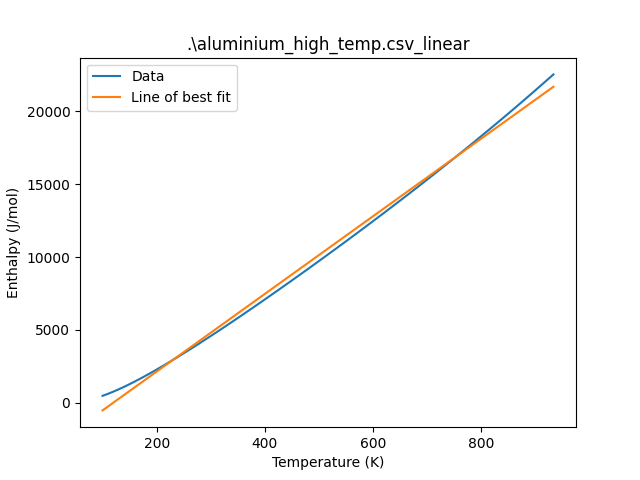 .\aluminium_high_temp.csv_linear
Data
Line of best fit
Enthalpy (J/mol)
20000
15000
10000
5000
0
200 400 600 800
Temperature (K)